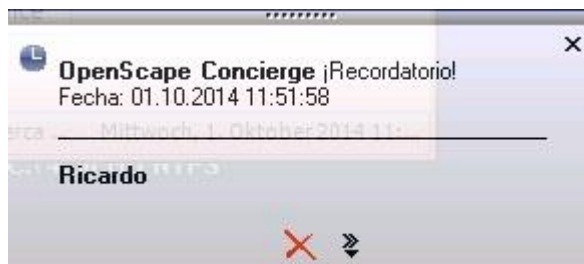 OpenScape Concierge ¡Recordatorio!
Fecha: 01.10.2014 11:51:58
Mittwoch, 1. Oktober 2014 11:
Ricardo